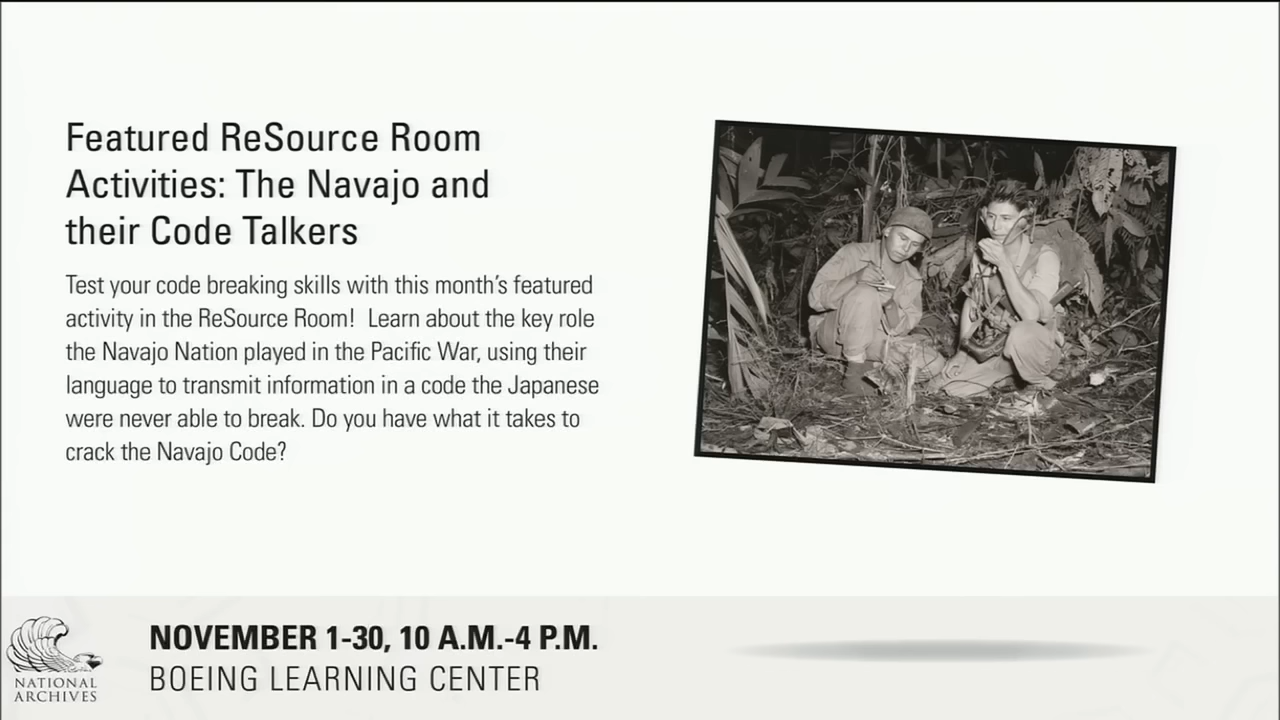 Featured ReSource Room
Activities: The Navajo and
their Code Talkers
Test your code breaking skills with this month's featured
activity in the ReSource Room!  Learn about the key role
the Navajo Nation played in the Pacific War, using their
language to transmit information in a code the Japanese
were never able to break. Do you have what it takes to
crack the Navajo Code?
NATIONAL
ARCHIVES
NOVEMBER 1-30, 10 A.M.-4 P.M.
BOEING LEARNING CENTER